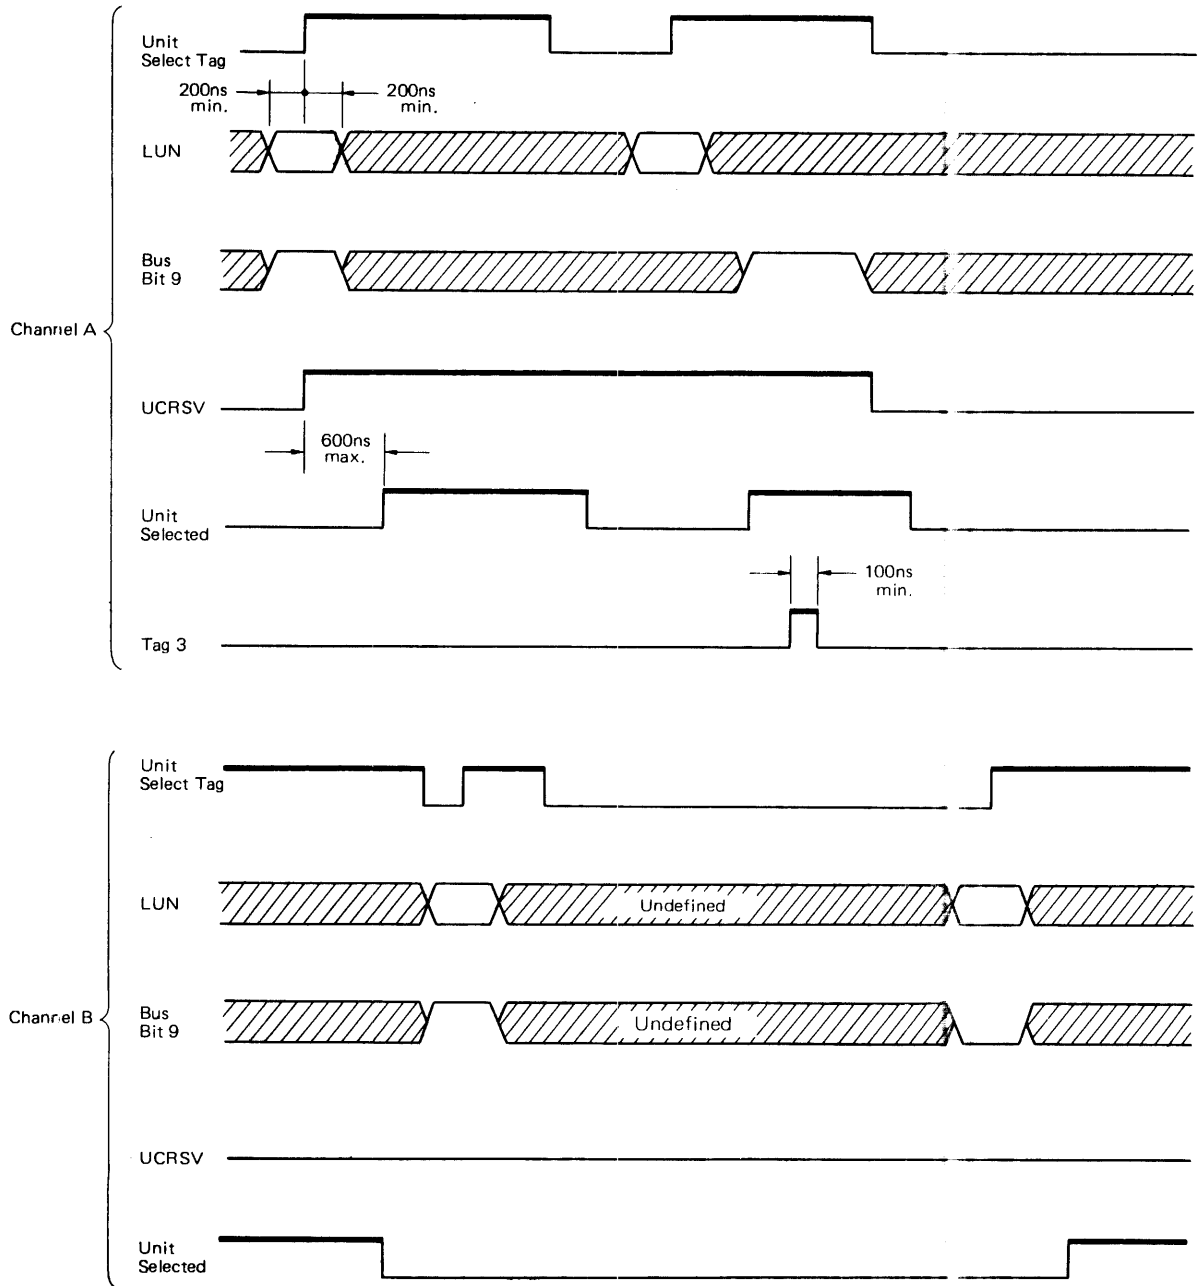 Unit
Select Tag
200ns
min.
200ns
min.
LUN
Bus
Bit 9
Channel A
UCRSV
600ns
max.
Unit
Selected
100ns
min.
Tag 3
Unit
Select Tag
LUN
Undefined
Channel B
Bus
Bit 9
Undefined
UCRSV
Unit
Selected